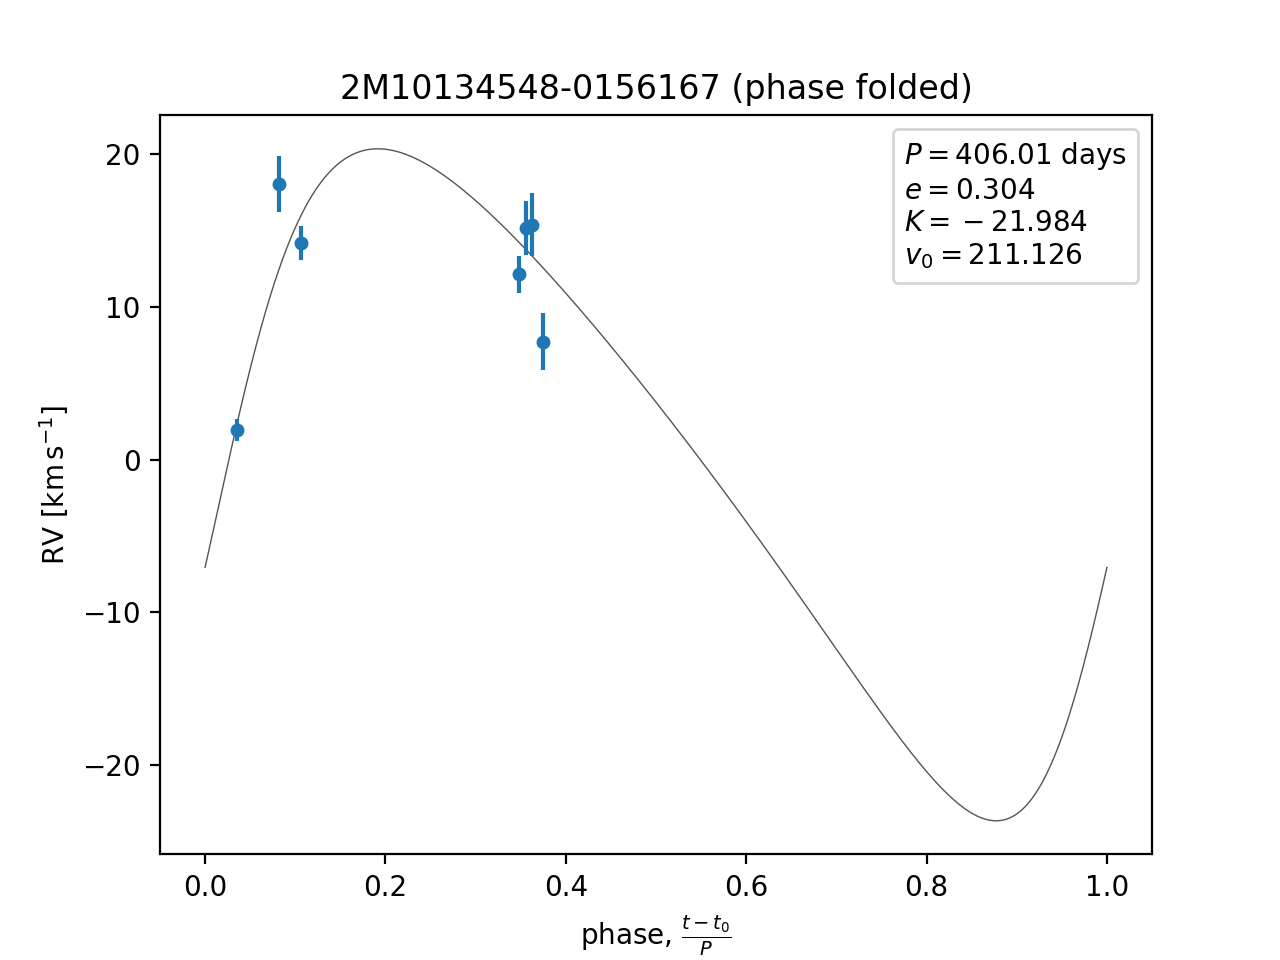 2M10134548-0156167 (phase folded)
P = 406.01 days
e = 0.304
K = −21.984
v₀ = 211.126
RV [km s⁻¹]
20
10
0
−10
−20
0.0 0.2 0.4 0.6 0.8 1.0
phase, (t − t₀)/P